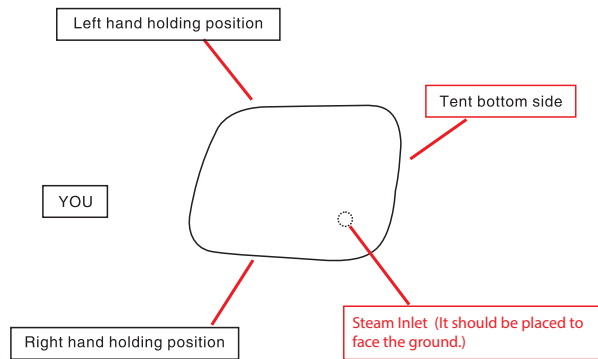 Left hand holding position
Tent bottom side
YOU
Steam Inlet (It should be placed to
face the ground.)
Right hand holding position